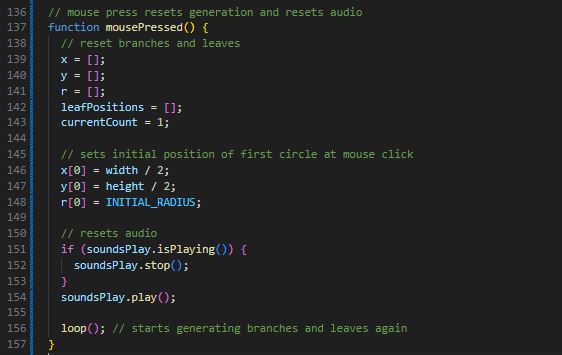 136 // mouse press resets generation and resets audio
137 function mousePressed() {
138 // reset branches and leaves
139 x = [];
140 y = [];
141 r = [];
142 leafPositions = [];
143 currentCount = 1;
144
145 // sets initial position of first circle at mouse click
146 x[0] = width / 2;
147 y[0] = height / 2;
148 r[0] = INITIAL_RADIUS;
149
150 // resets audio
151 if (soundsPlay.isPlaying()) {
152 soundsPlay.stop();
153 }
154 soundsPlay.play();
155
156 loop(); // starts generating branches and leaves again
157 }